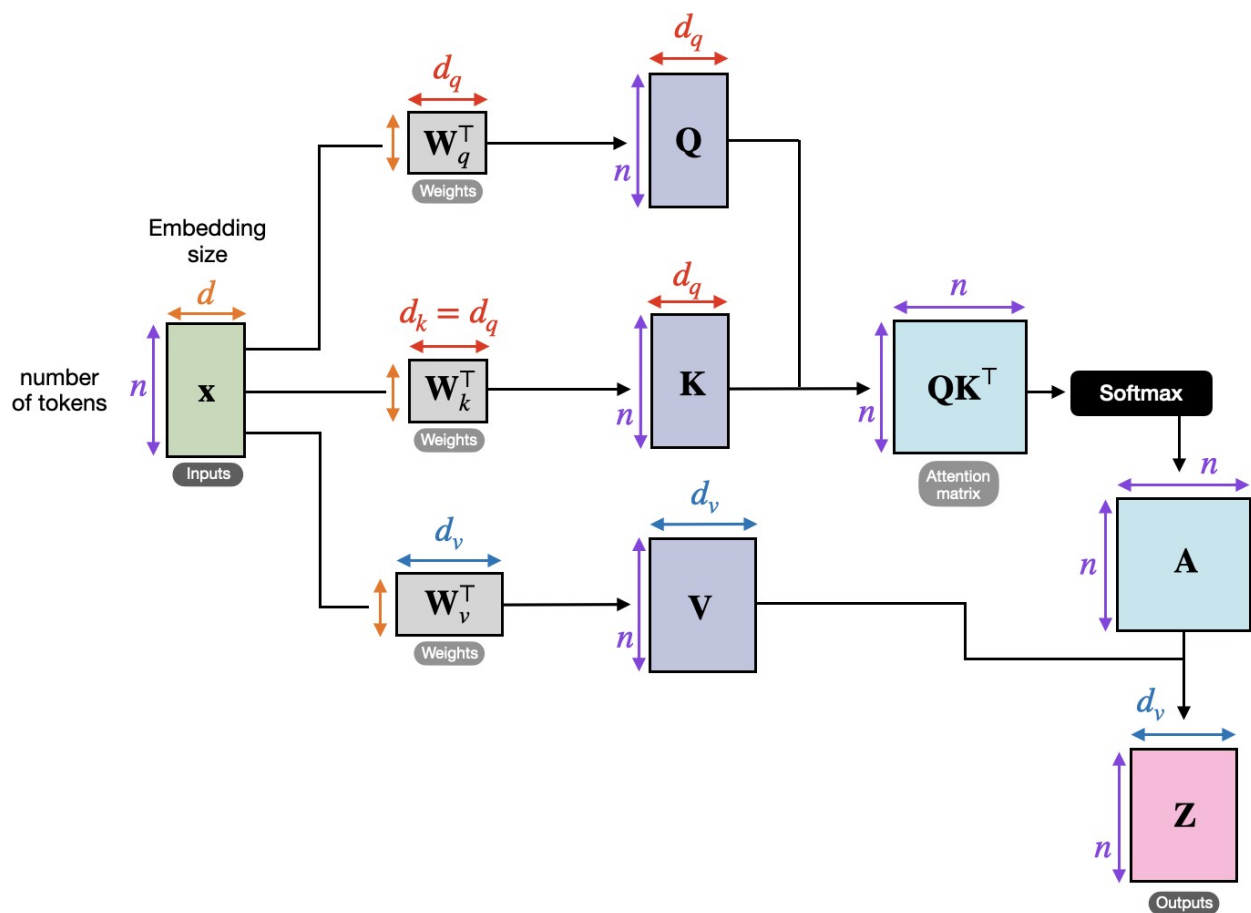 d_q
d_q
W_q^⊤
Q
Weights
n
Embedding
size
d
d_k = d_q
d_q
n
number
of tokens
n
x
W_k^⊤
K
n
QK^⊤
Softmax
Inputs
Weights
n
Attention
matrix
n
d_v
d_v
n
A
W_v^⊤
V
Weights
n
d_v
n
Z
Outputs